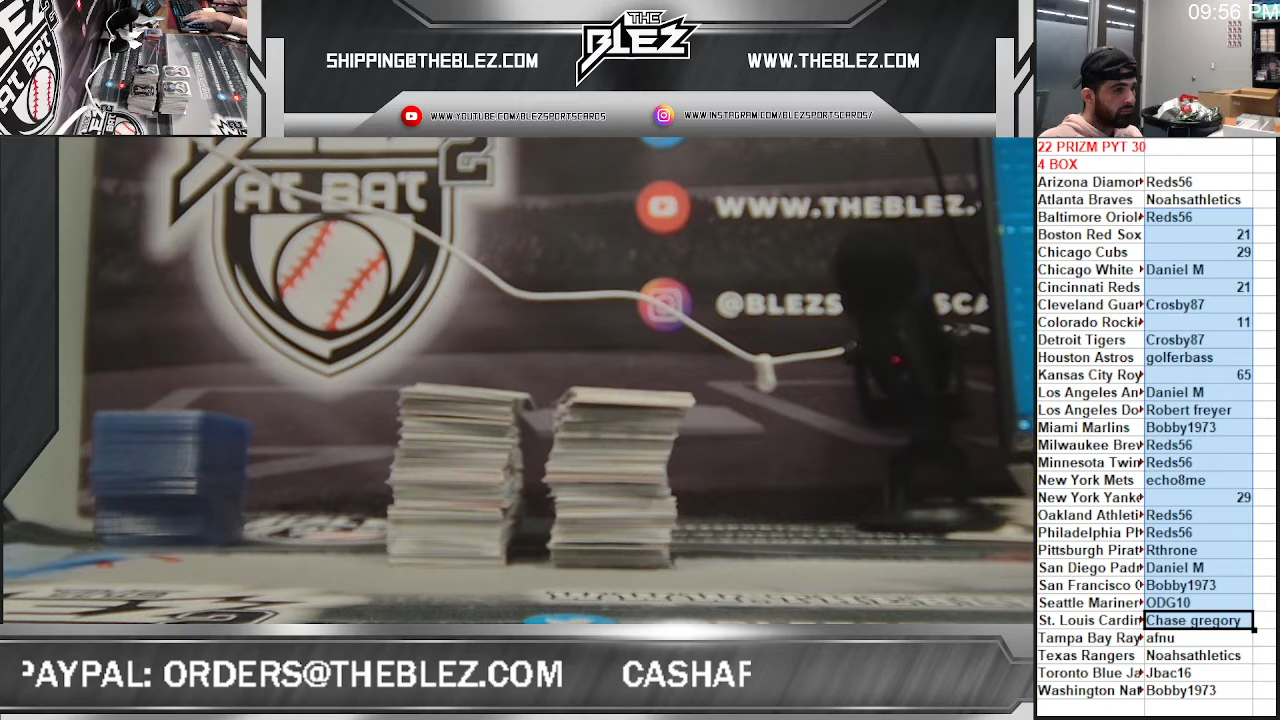 THE
BLEZ
SHIPPING@THEBLEZ.COM
WWW.THEBLEZ.COM
WWW.YOUTUBE.COM/BLEZSPORTSCARDS
WWW.INSTAGRAM.COM/BLEZSPORTSCARDS/
09:56 PM
AT BAT
WWW.THEBLEZ.
@BLEZS
SCA
22 PRIZM PYT 30
4 BOX
Arizona Diamon Reds56
Atlanta Braves Noahsathletics
Baltimore Oriol Reds56
Boston Red Sox 21
Chicago Cubs 29
Chicago White Daniel M
Cincinnati Reds 21
Cleveland Guar Crosby87
Colorado Rocki 11
Detroit Tigers Crosby87
Houston Astros golferbass
Kansas City Roy 65
Los Angeles An Daniel M
Los Angeles Do Robert freyer
Miami Marlins Bobby1973
Milwaukee Brew Reds56
Minnesota Twin Reds56
New York Mets echo8me
New York Yanke 29
Oakland Athleti Reds56
Philadelphia Ph Reds56
Pittsburgh Pirat Rthrone
San Diego Padr Daniel M
San Francisco G Bobby1973
Seattle Mariner ODG10
St. Louis Cardin Chase gregory
Tampa Bay Ray afnu
Texas Rangers Noahsathletics
Toronto Blue Ja Jbac16
Washington Nat Bobby1973
PAYPAL: ORDERS@THEBLEZ.COM CASHAP